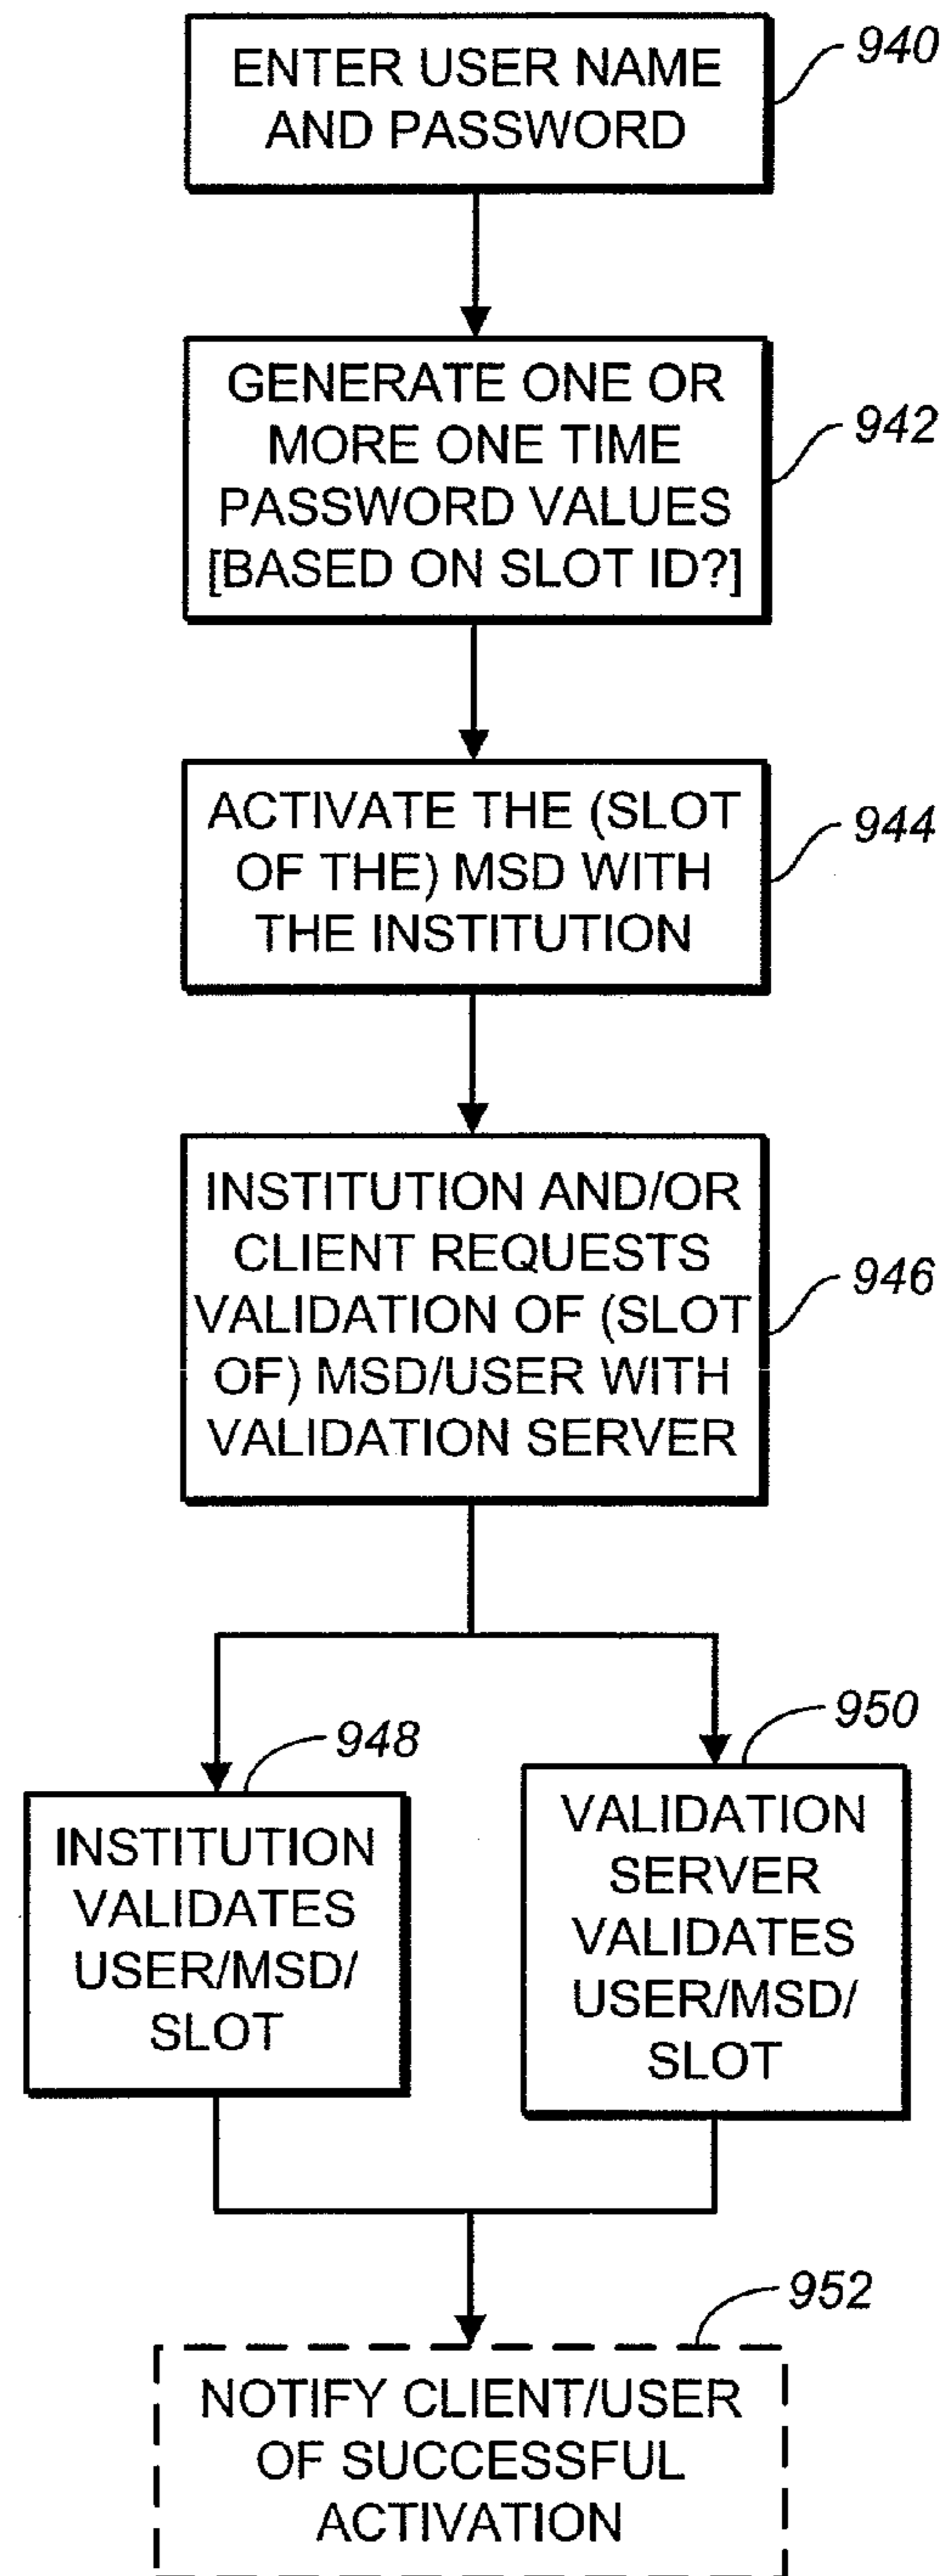 ENTER USER NAME
AND PASSWORD
940
GENERATE ONE OR
MORE ONE TIME
PASSWORD VALUES
[BASED ON SLOT ID?]
942
ACTIVATE THE (SLOT
OF THE) MSD WITH
THE INSTITUTION
944
INSTITUTION AND/OR
CLIENT REQUESTS
VALIDATION OF (SLOT
OF) MSD/USER WITH
VALIDATION SERVER
946
948
INSTITUTION
VALIDATES
USER/MSD/
SLOT
950
VALIDATION
SERVER
VALIDATES
USER/MSD/
SLOT
952
NOTIFY CLIENT/USER
OF SUCCESSFUL
ACTIVATION